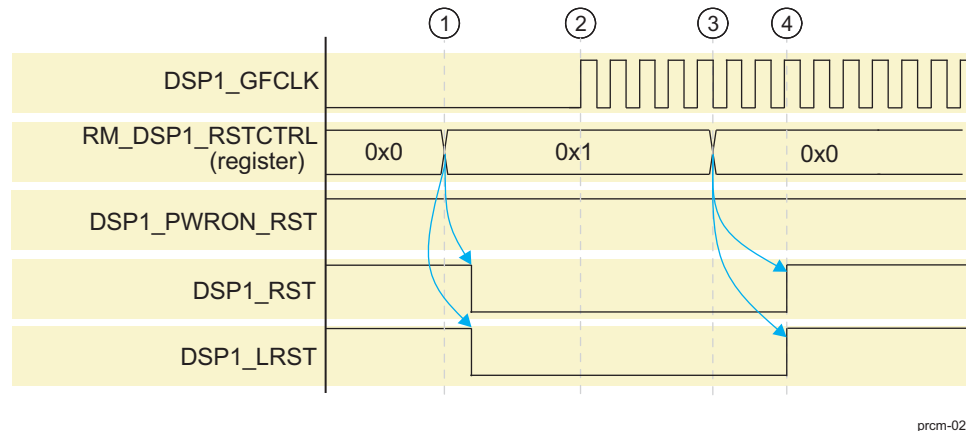 1 2 3 4
DSP1_GFCLK
RM_DSP1_RSTCTRL
(register)
0x0 0x1 0x0
DSP1_PWRON_RST
DSP1_RST
DSP1_LRST
prcm-02